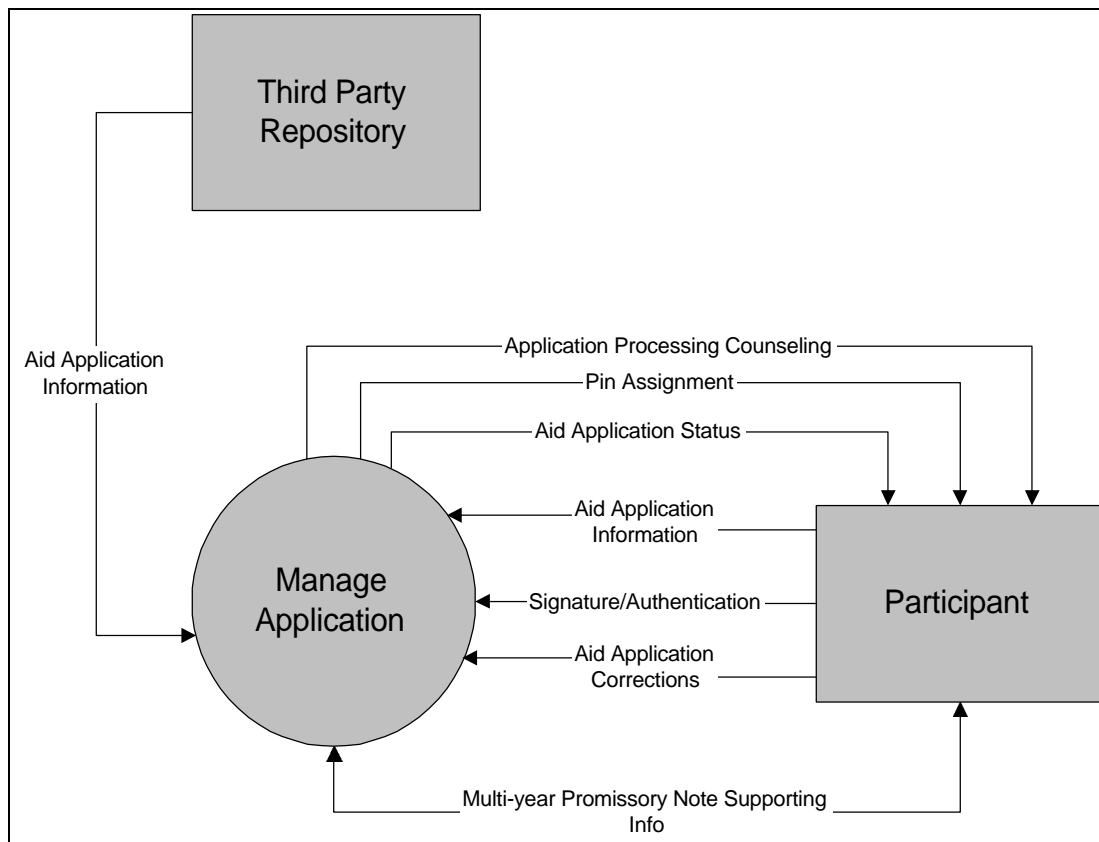 Third Party
Repository
Aid Application
Information
Application Processing Counseling
Pin Assignment
Aid Application Status
Aid Application
Information
Signature/Authentication
Aid Application
Corrections
Manage
Application
Participant
Multi-year Promissory Note Supporting
Info